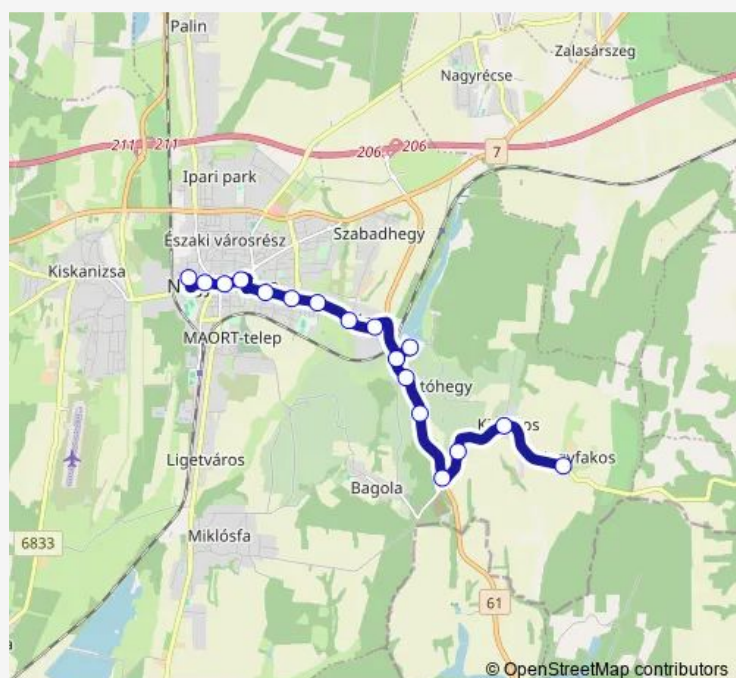 Palin
Zalasárszeg
Nagyrécse
211
211
206
206
7
Ipari park
Északi városrész
Szabadhegy
Kiskanizsa
MAORT-telep
tóhegy
Ligetváros
Bagola
6833
Miklósfa
61
© OpenStreetMap contributors